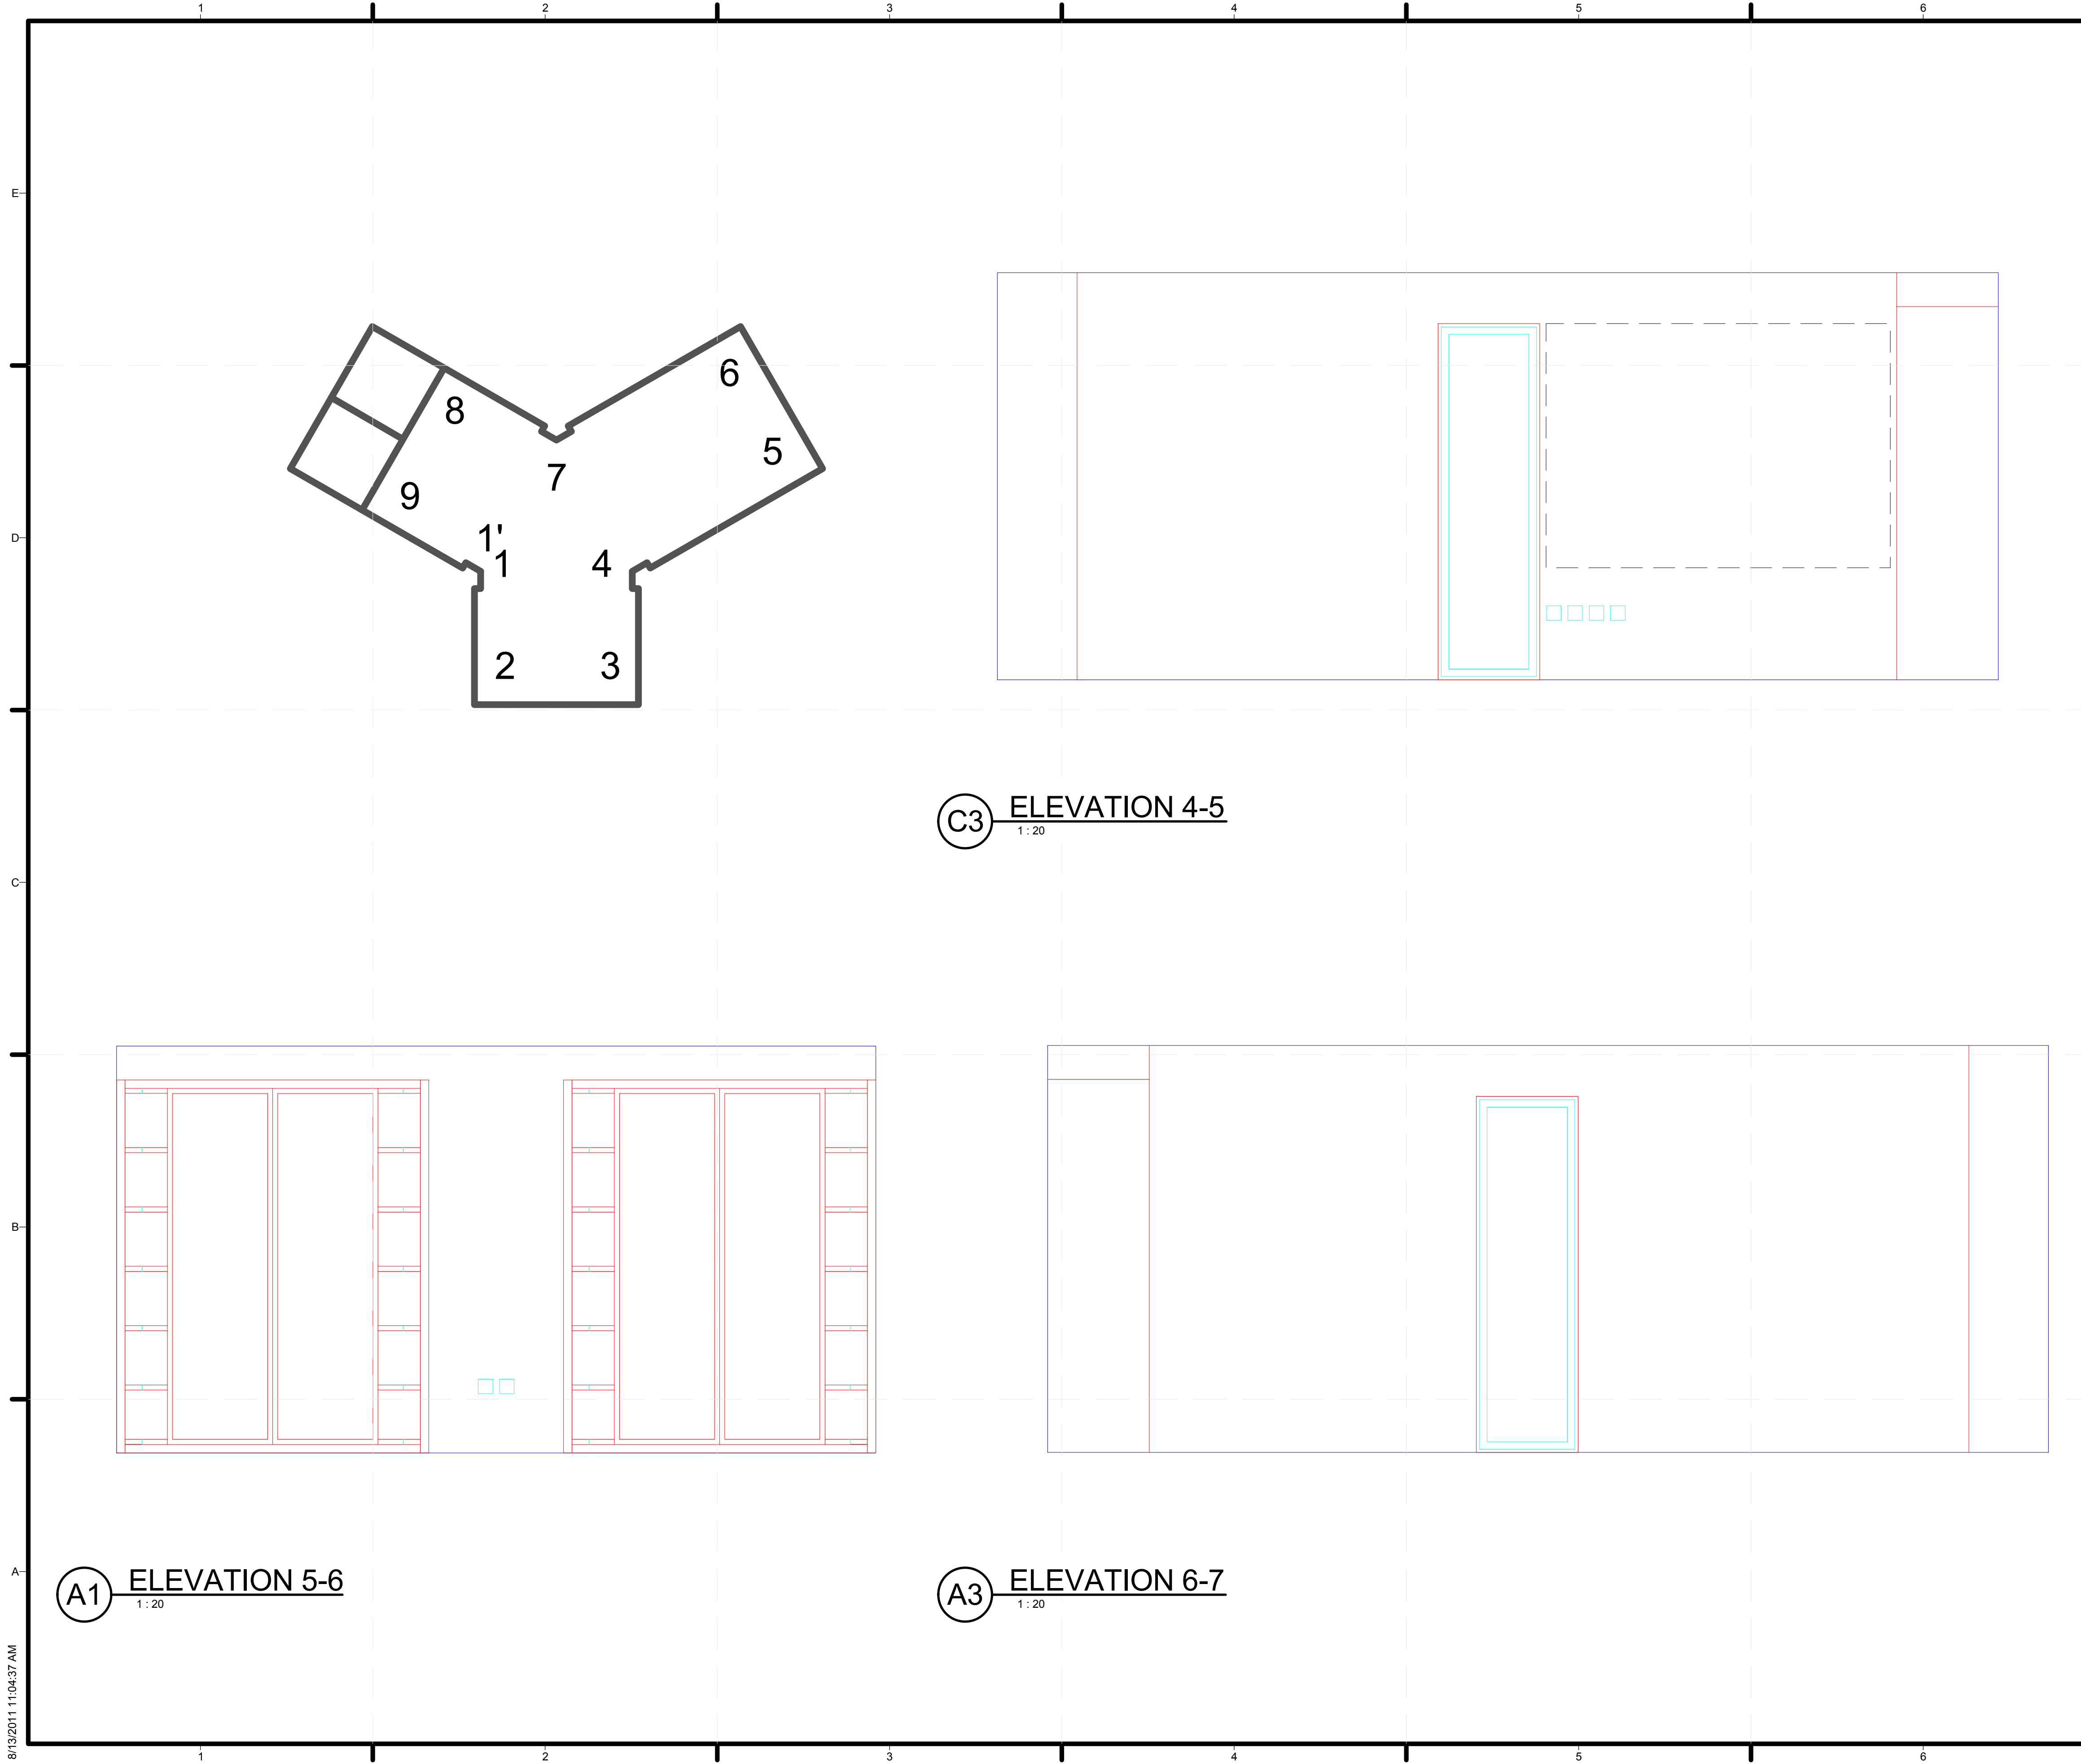 1 2 3 4 5 6
E
6
8
5
7
9
D
1'
1 4
2 3
C3 ELEVATION 4-5
1 : 20
C
B
A
A1 ELEVATION 5-6
1 : 20
A3 ELEVATION 6-7
1 : 20
8/13/2011 11:04:37 AM
1 2 3 4 5 6